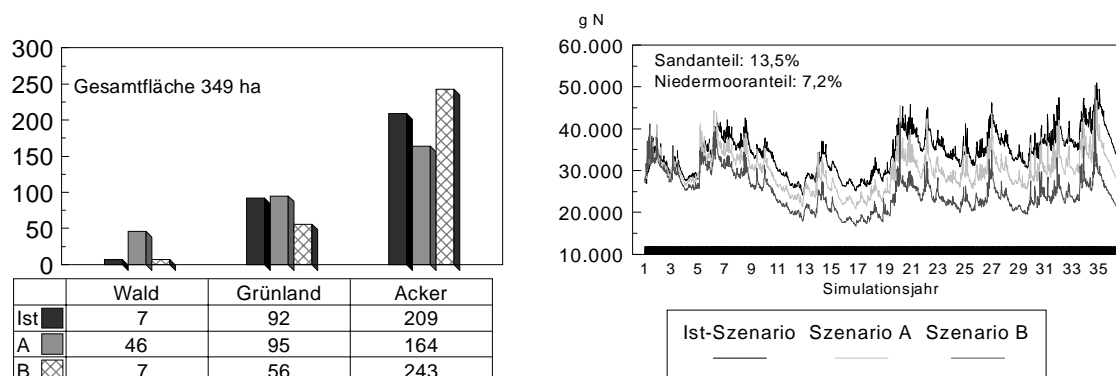 300
250
200
150
100
50
0
Gesamtfläche 349 ha
Wald Grünland Acker
Ist 7 92 209
A 46 95 164
B 7 56 243
g N
60.000
50.000
40.000
30.000
20.000
10.000
Sandanteil: 13,5%
Niedermooranteil: 7,2%
1 3 5 7 9 11 13 15 17 19 21 23 25 27 29 31 33 35
Simulationsjahr
Ist-Szenario Szenario A Szenario B